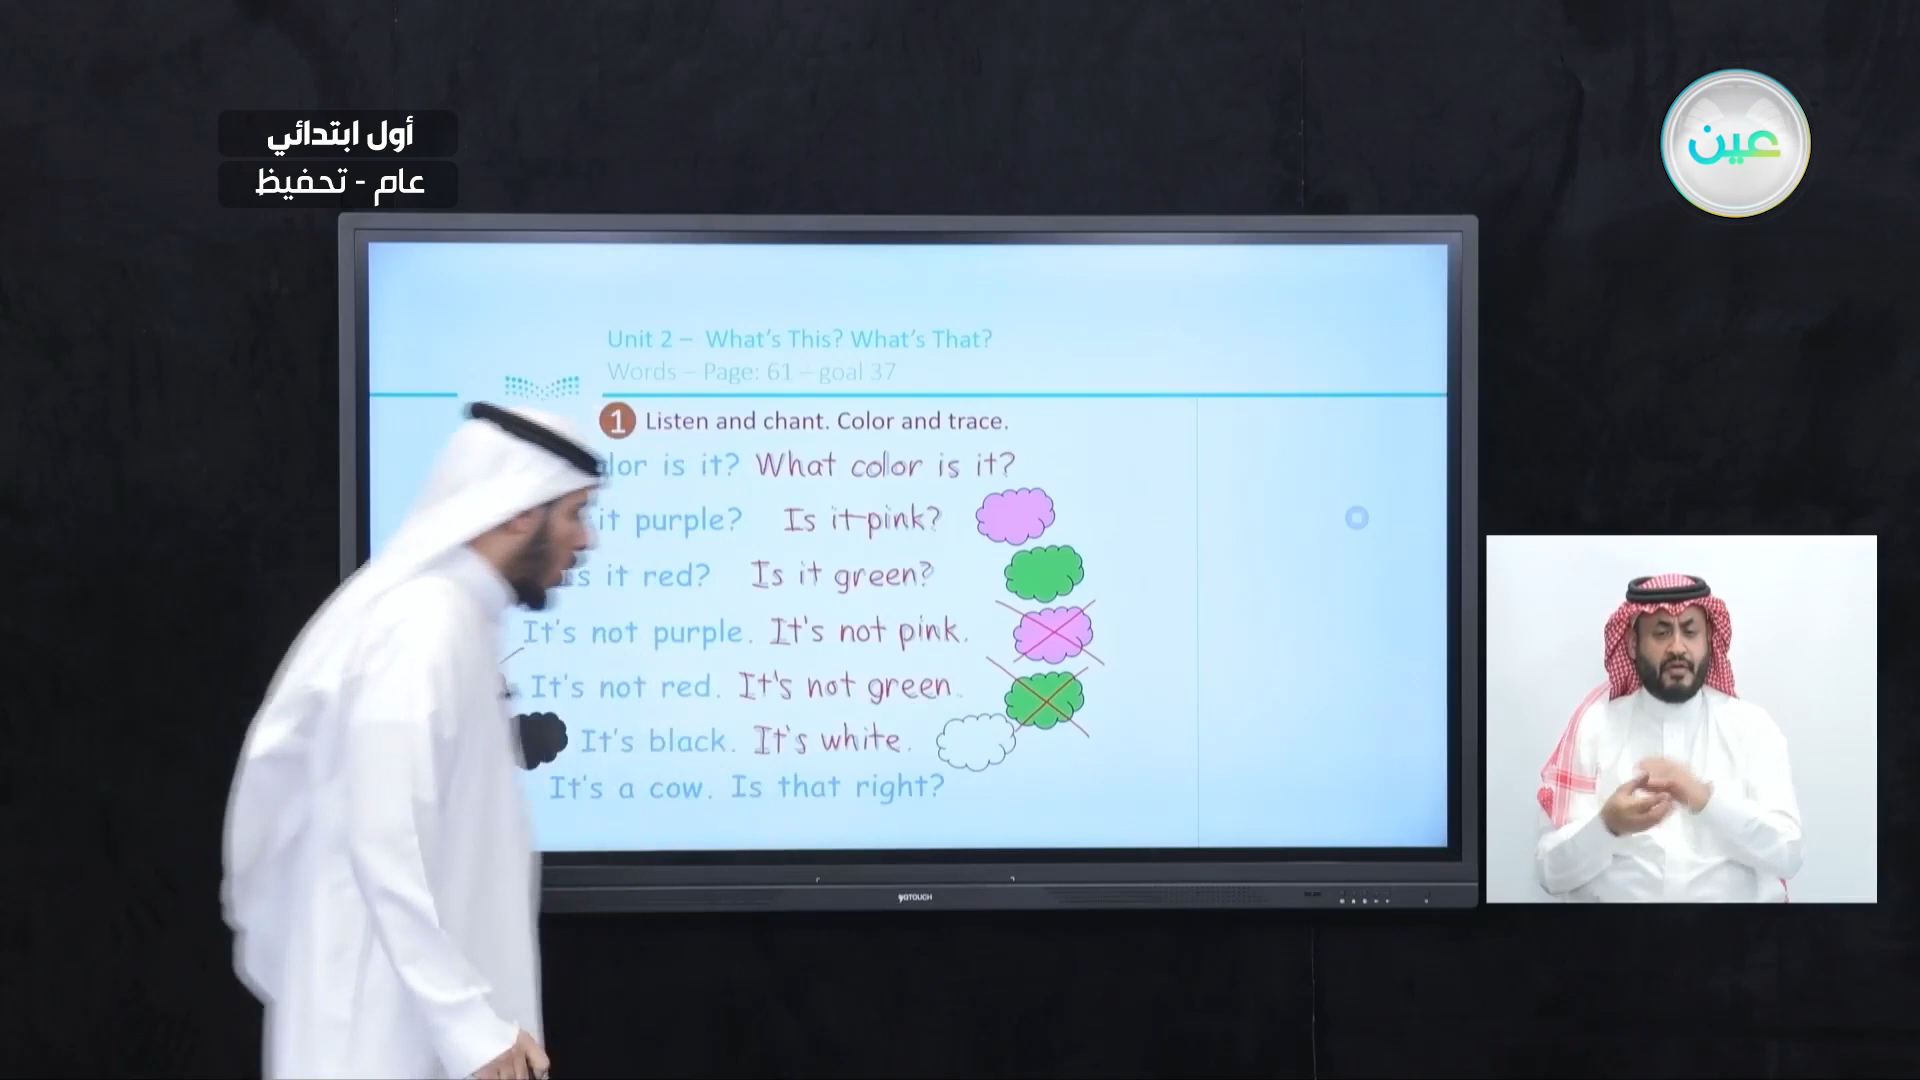 أول ابتدائي
عام - تحفيظ
عين
Unit 2 – What's This? What's That?
Words – Page: 61 – goal 37
1 Listen and chant. Color and trace.
is it? What color is it?
it purple? Is it pink?
it red? Is it green?
It's not purple. It's not pink.
It's not red. It's not green.
It's black. It's white.
It's a cow. Is that right?